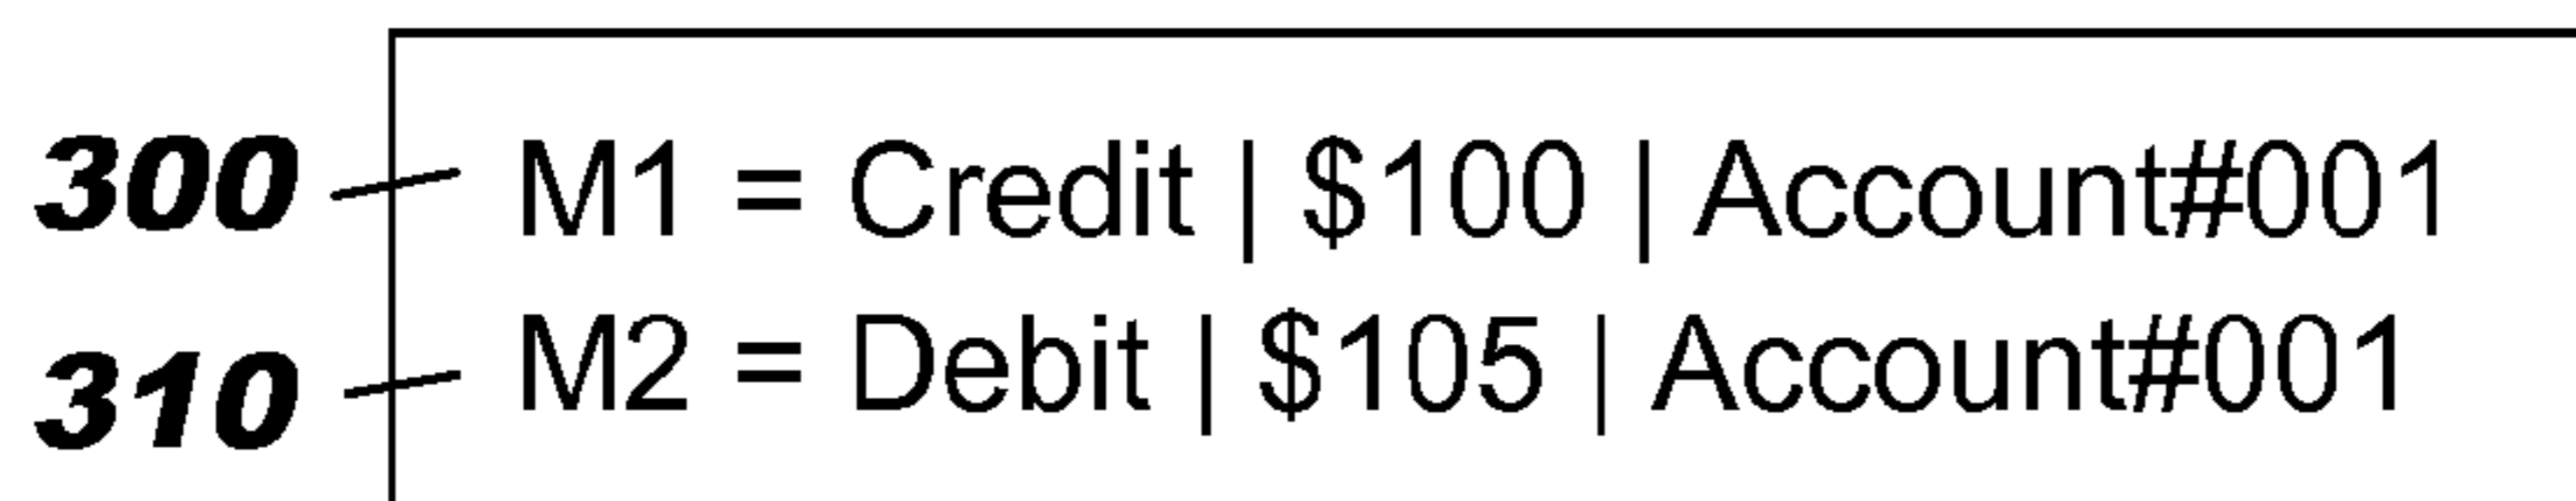 300 M1 = Credit | $100 | Account#001
310 M2 = Debit | $105 | Account#001